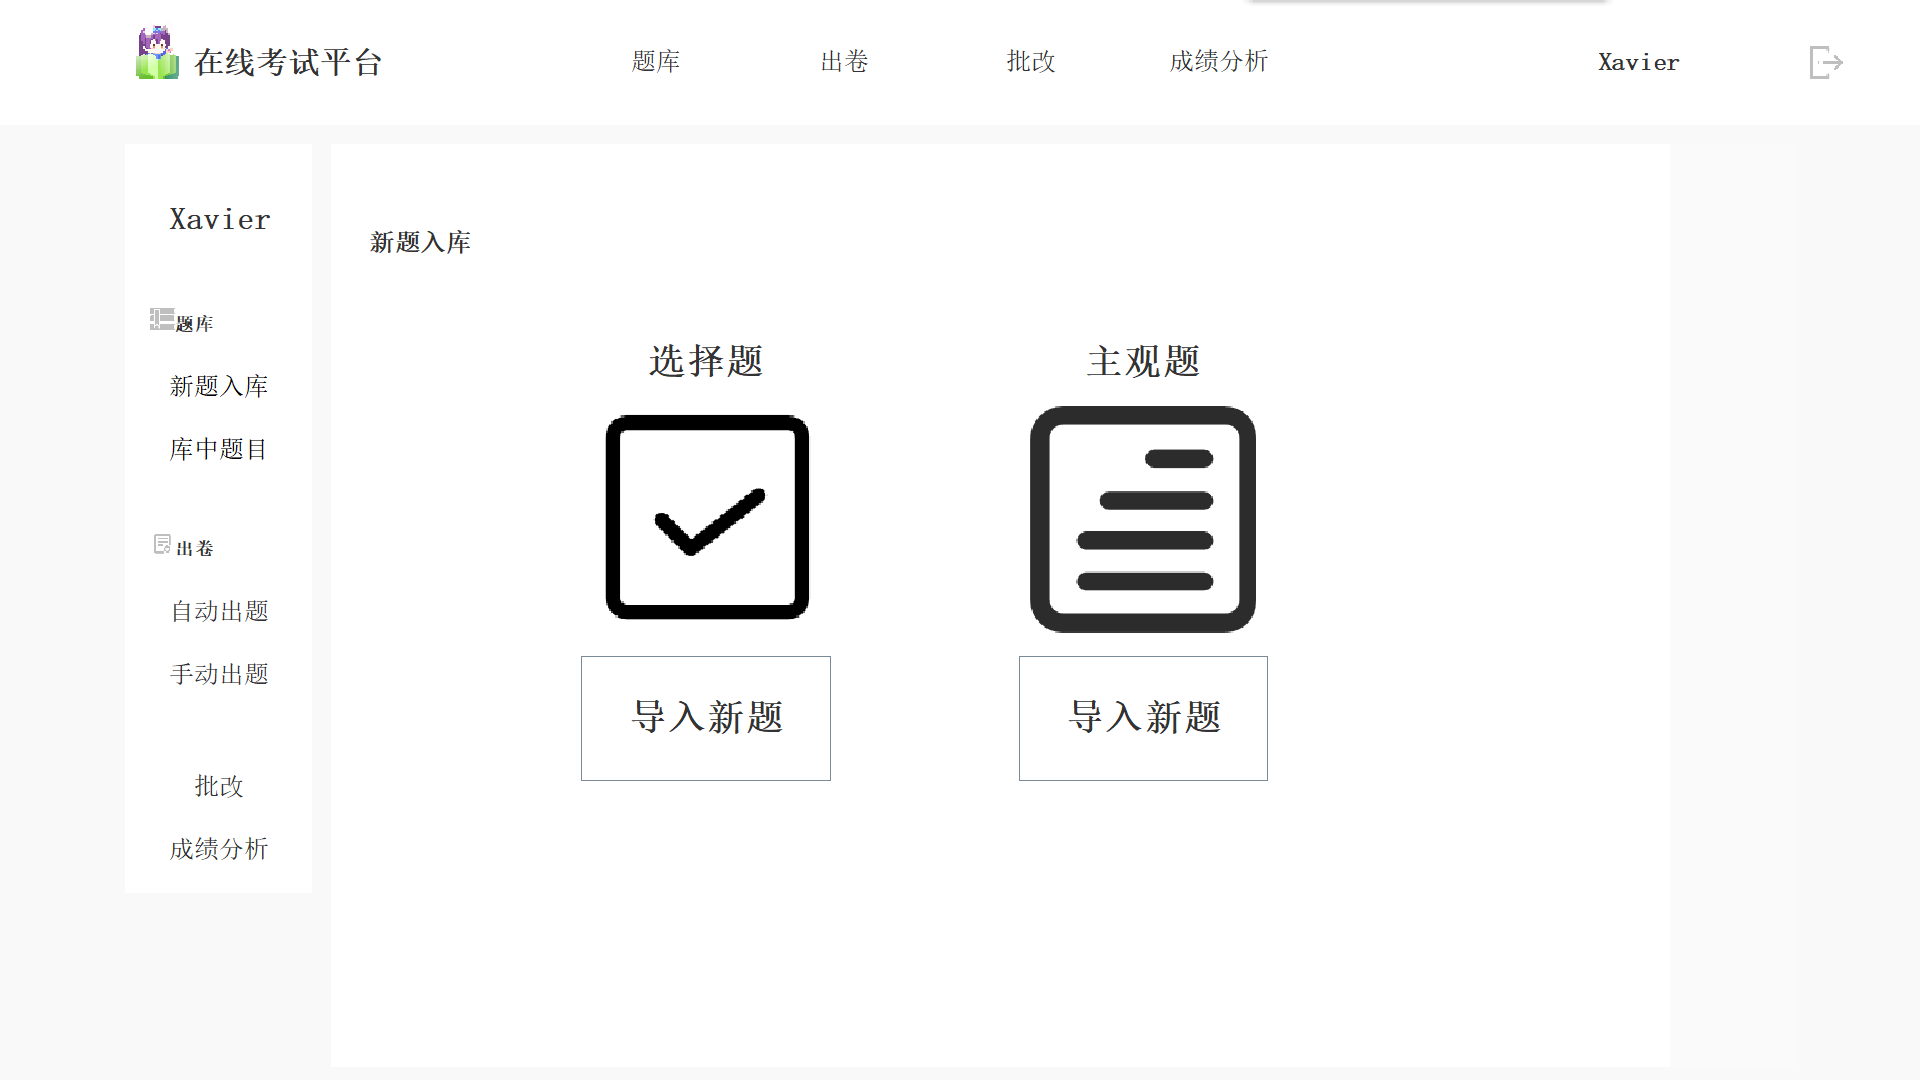 在线考试平台
题库
出卷
批改
成绩分析
Xavier
Xavier
题库
新题入库
库中题目
出卷
自动出题
手动出题
批改
成绩分析
新题入库
选择题
主观题
导入新题
导入新题